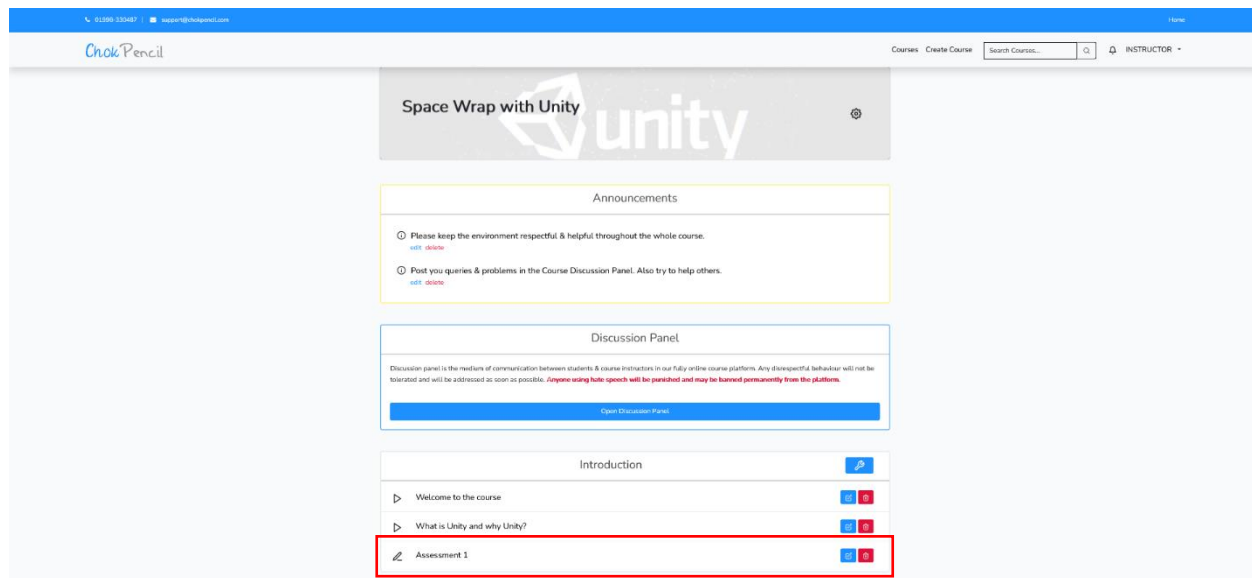 01999-330487 | support@chokpencil.com
Home
ChokPencil
Courses Create Course Search Courses... INSTRUCTOR
Space Wrap with Unity
unity
Announcements
Please keep the environment respectful & helpful throughout the whole course.
edit delete
Post you queries & problems in the Course Discussion Panel. Also try to help others.
edit delete
Discussion Panel
Discussion panel is the medium of communication between students & course instructors in our fully online course platform. Any disrespectful behaviour will not be
tolerated and will be addressed as soon as possible. Anyone using hate speech will be punished and may be banned permanently from the platform.
Open Discussion Panel
Introduction
Welcome to the course
What is Unity and why Unity?
Assessment 1